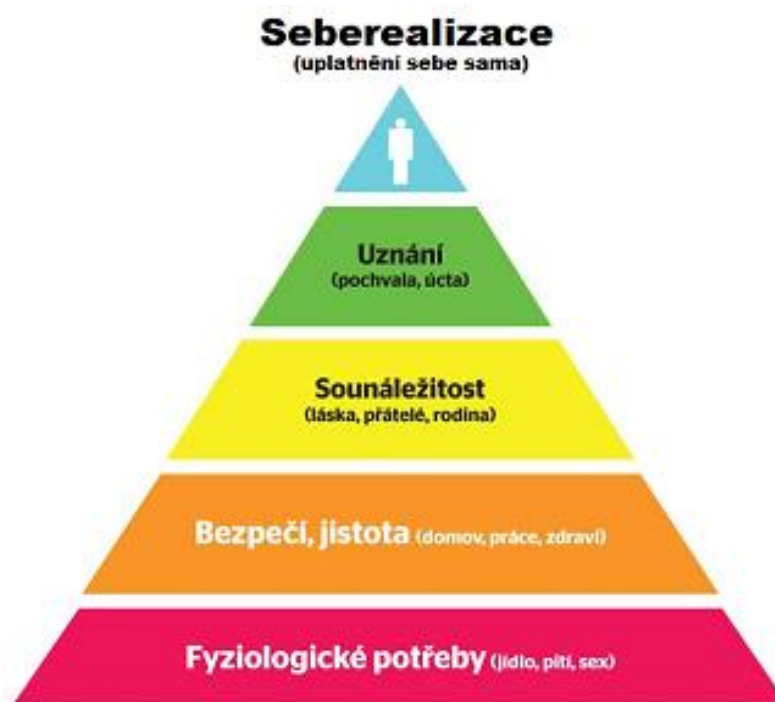 Seberealizace
(uplatnění sebe sama)
Uznání
(pochvala, úcta)
Sounáležitost
(láska, přátelé, rodina)
Bezpečí, jistota (domov, práce, zdraví)
Fyziologické potřeby (jídlo, pití, sex)